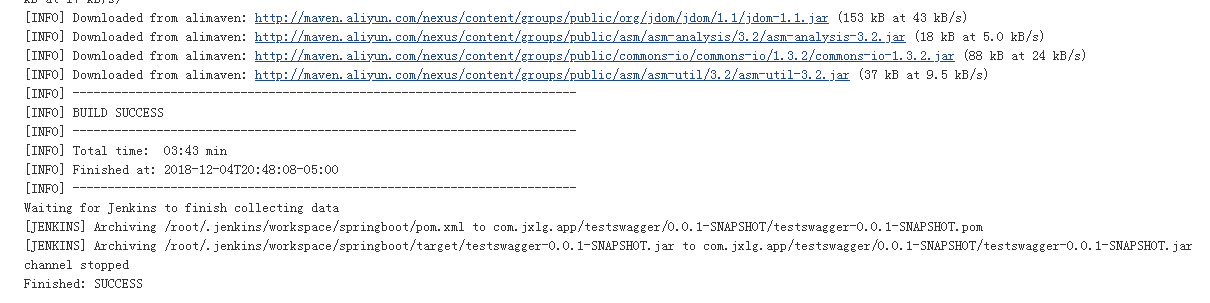 [INFO] Downloaded from alimaven: http://maven.aliyun.com/nexus/content/groups/public/org/jdom/jdom/1.1/jdom-1.1.jar (153 kB at 43 kB/s)
[INFO] Downloaded from alimaven: http://maven.aliyun.com/nexus/content/groups/public/asm/asm-analysis/3.2/asm-analysis-3.2.jar (18 kB at 5.0 kB/s)
[INFO] Downloaded from alimaven: http://maven.aliyun.com/nexus/content/groups/public/commons-io/commons-io/1.3.2/commons-io-1.3.2.jar (88 kB at 24 kB/s)
[INFO] Downloaded from alimaven: http://maven.aliyun.com/nexus/content/groups/public/asm/asm-util/3.2/asm-util-3.2.jar (37 kB at 9.5 kB/s)
[INFO] ------------------------------------------------------------------------
[INFO] BUILD SUCCESS
[INFO] ------------------------------------------------------------------------
[INFO] Total time:  03:43 min
[INFO] Finished at: 2018-12-04T20:48:08-05:00
[INFO] ------------------------------------------------------------------------
Waiting for Jenkins to finish collecting data
[JENKINS] Archiving /root/.jenkins/workspace/springboot/pom.xml to com.jxlg.app/testswagger/0.0.1-SNAPSHOT/testswagger-0.0.1-SNAPSHOT.pom
[JENKINS] Archiving /root/.jenkins/workspace/springboot/target/testswagger-0.0.1-SNAPSHOT.jar to com.jxlg.app/testswagger/0.0.1-SNAPSHOT/testswagger-0.0.1-SNAPSHOT.jar
channel stopped
Finished: SUCCESS